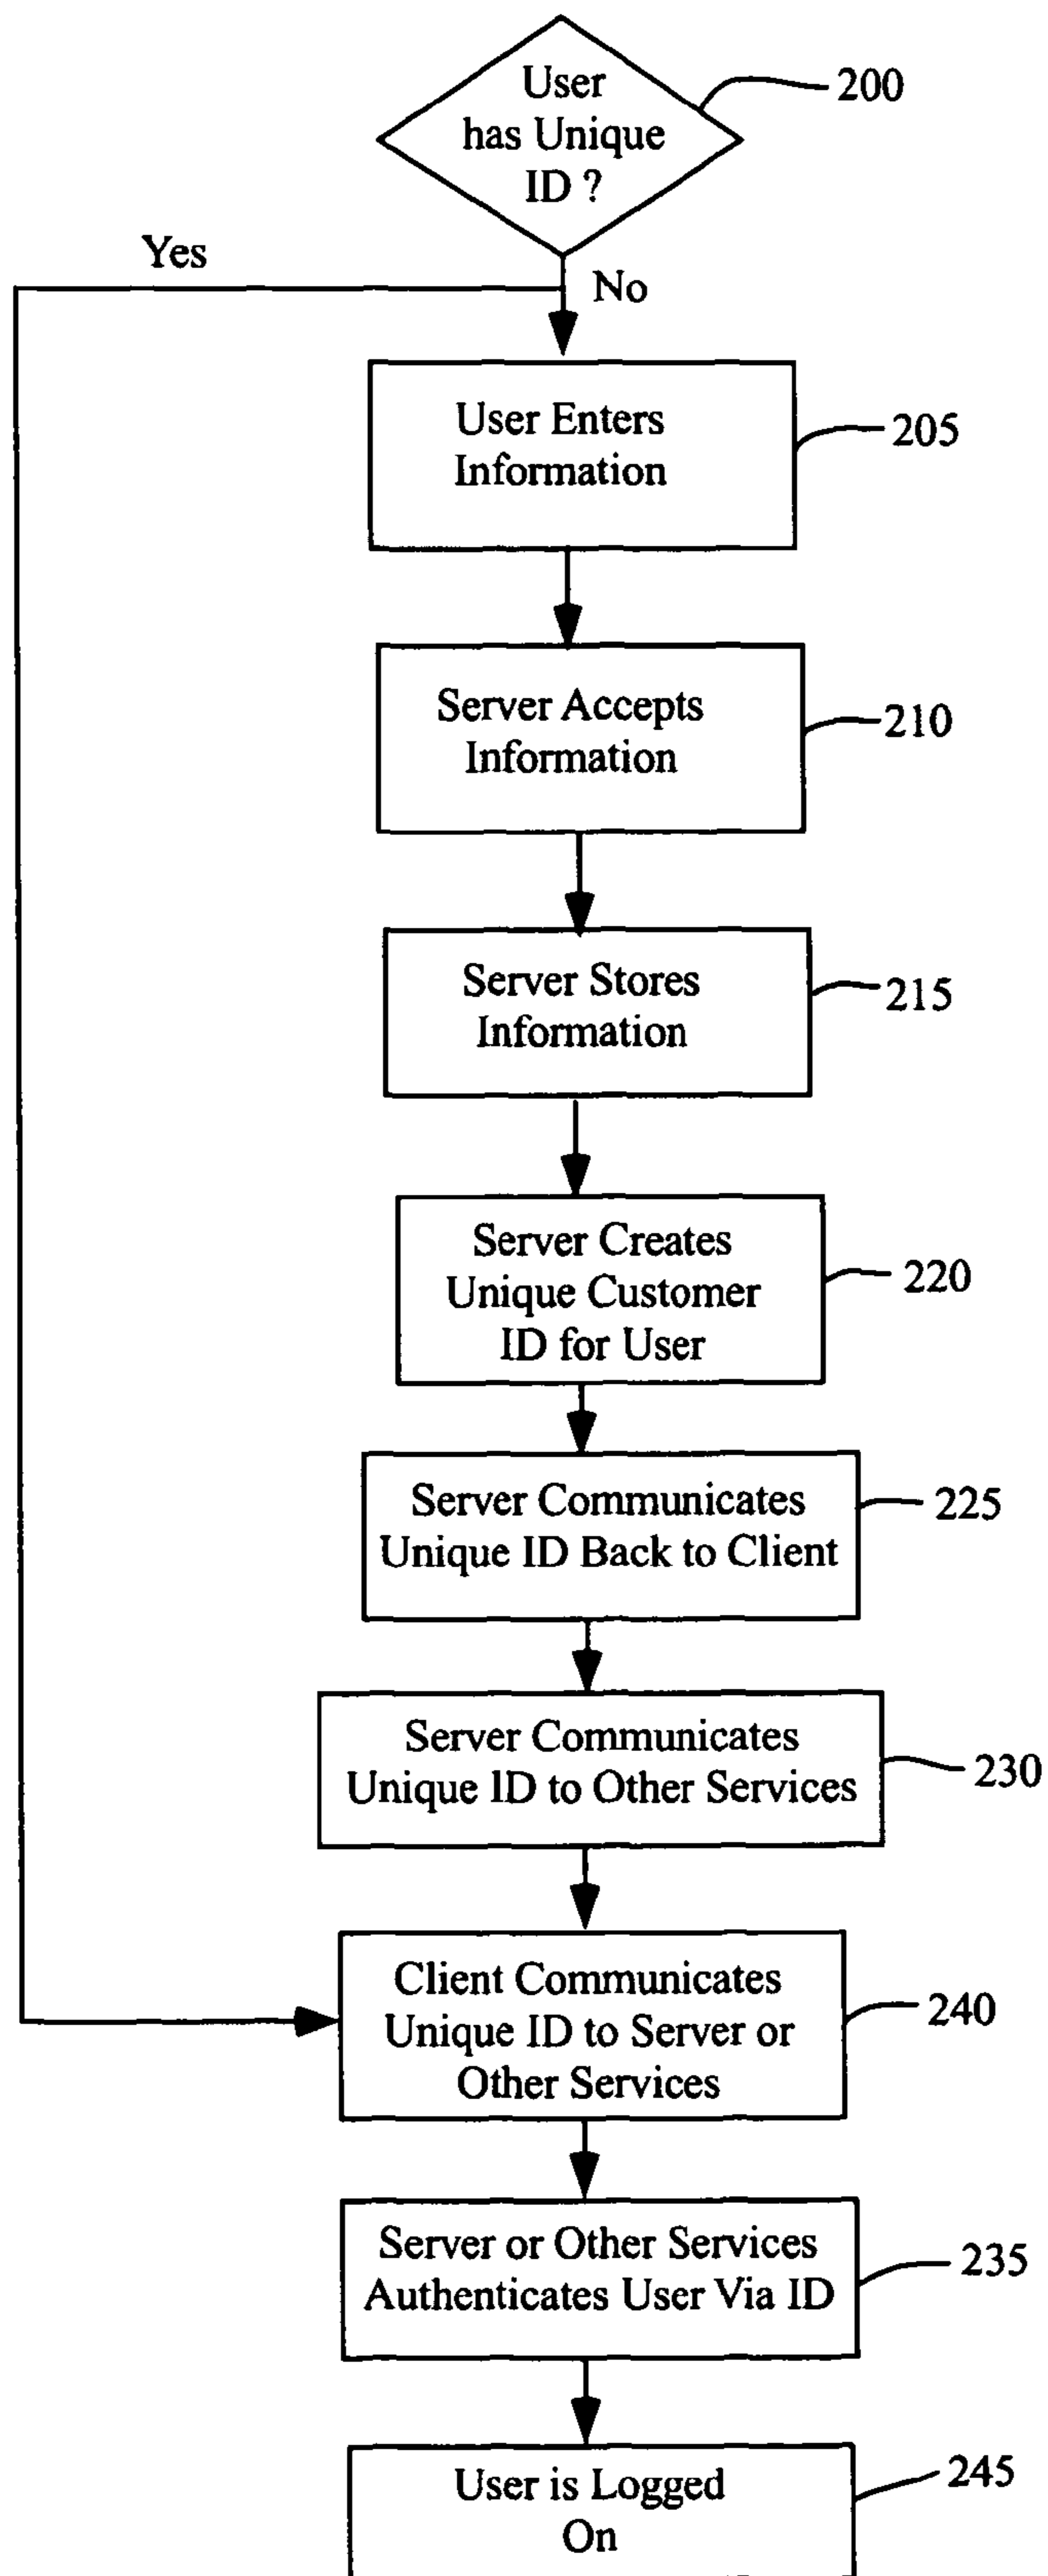 User
has Unique
ID ?
200
Yes
No
User Enters
Information
205
Server Accepts
Information
210
Server Stores
Information
215
Server Creates
Unique Customer
ID for User
220
Server Communicates
Unique ID Back to Client
225
Server Communicates
Unique ID to Other Services
230
Client Communicates
Unique ID to Server or
Other Services
240
Server or Other Services
Authenticates User Via ID
235
User is Logged
On
245